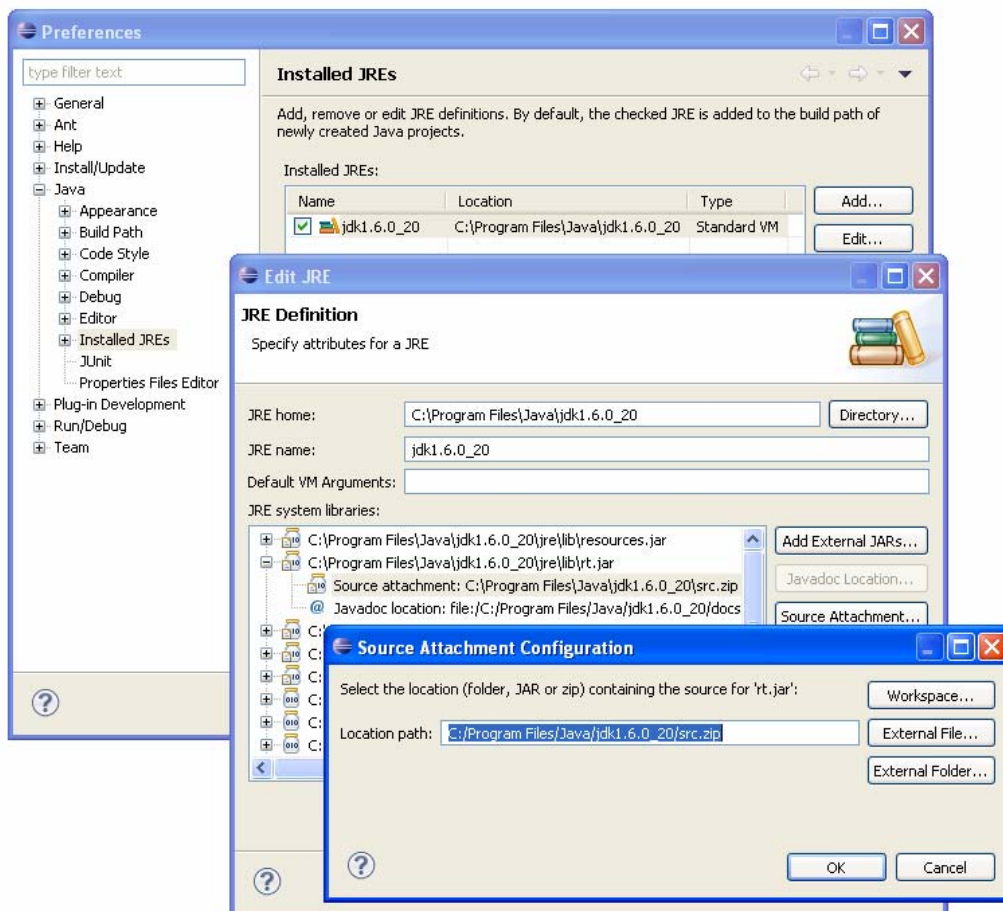 Preferences
type filter text
General
Ant
Help
Install/Update
Java
Appearance
Build Path
Code Style
Compiler
Debug
Editor
Installed JREs
JUnit
Properties Files Editor
Plug-in Development
Run/Debug
Team
Installed JREs
Add, remove or edit JRE definitions. By default, the checked JRE is added to the build path of
newly created Java projects.
Installed JREs:
Name Location Type
jdk1.6.0_20 C:\Program Files\Java\jdk1.6.0_20 Standard VM
Add...
Edit...
Edit JRE
JRE Definition
Specify attributes for a JRE
JRE home: C:\Program Files\Java\jdk1.6.0_20 Directory...
JRE name: jdk1.6.0_20
Default VM Arguments:
JRE system libraries:
C:\Program Files\Java\jdk1.6.0_20\jre\lib\resources.jar
C:\Program Files\Java\jdk1.6.0_20\jre\lib\rt.jar
Source attachment: C:\Program Files\Java\jdk1.6.0_20\src.zip
@ Javadoc location: file:/C:/Program Files/Java/jdk1.6.0_20/docs
C:\
C:
C:
C:
C:
C:
Add External JARs...
Javadoc Location...
Source Attachment...
Source Attachment Configuration
Select the location (folder, JAR or zip) containing the source for 'rt.jar':
Location path: C:/Program Files/Java/jdk1.6.0_20/src.zip
Workspace...
External File...
External Folder...
?
?
?
OK
Cancel